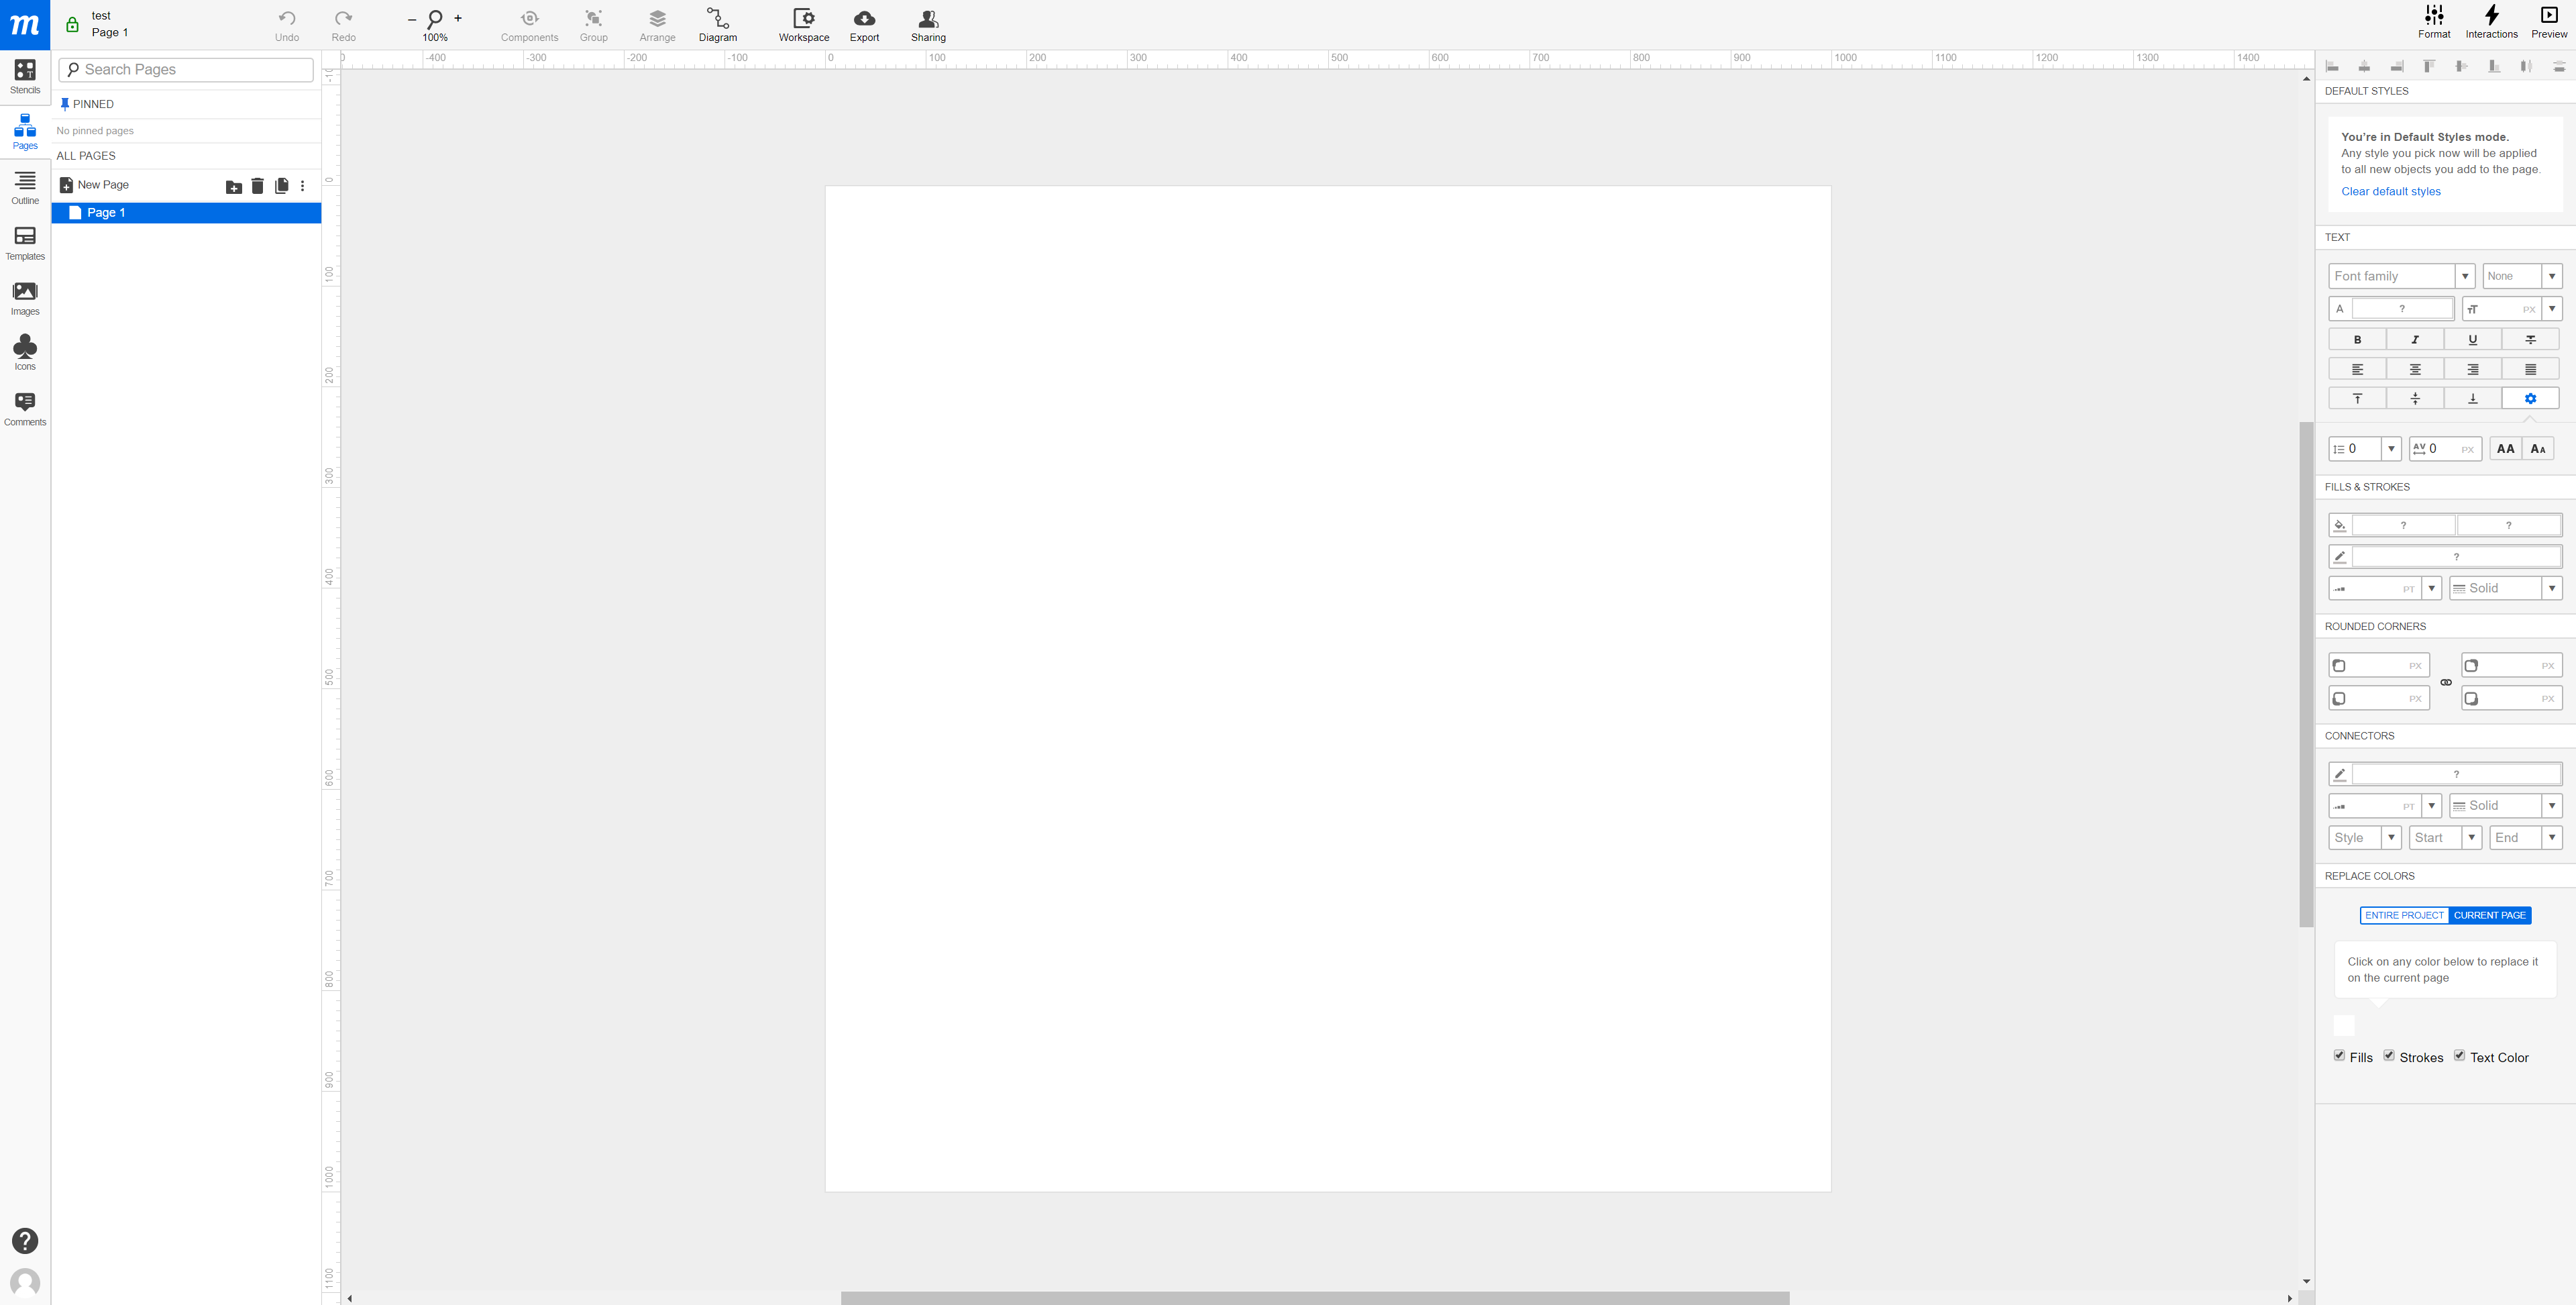 m
test
Page 1
Undo
Redo
– +
100%
Components
Group
Arrange
Diagram
Workspace
Export
Sharing
Format
Interactions
Preview
Stencils
Pages
Outline
Templates
Images
Icons
Comments
?
Search Pages
PINNED
No pinned pages
ALL PAGES
New Page
Page 1
-400 -300 -200 -100 0 100 200 300 400 500 600 700 800 900 1000 1100 1200 1300 1400
0
100
200
300
400
500
600
700
800
900
1000
1100
DEFAULT STYLES
You're in Default Styles mode.
Any style you pick now will be applied
to all new objects you add to the page.
Clear default styles
TEXT
Font family None
A ? TT PX
B I U T
0 AV 0 PX AA AA
FILLS & STROKES
? ?
?
PT Solid
ROUNDED CORNERS
PX PX
PX PX
CONNECTORS
?
PT Solid
Style Start End
REPLACE COLORS
ENTIRE PROJECT CURRENT PAGE
Click on any color below to replace it
on the current page
Fills Strokes Text Color